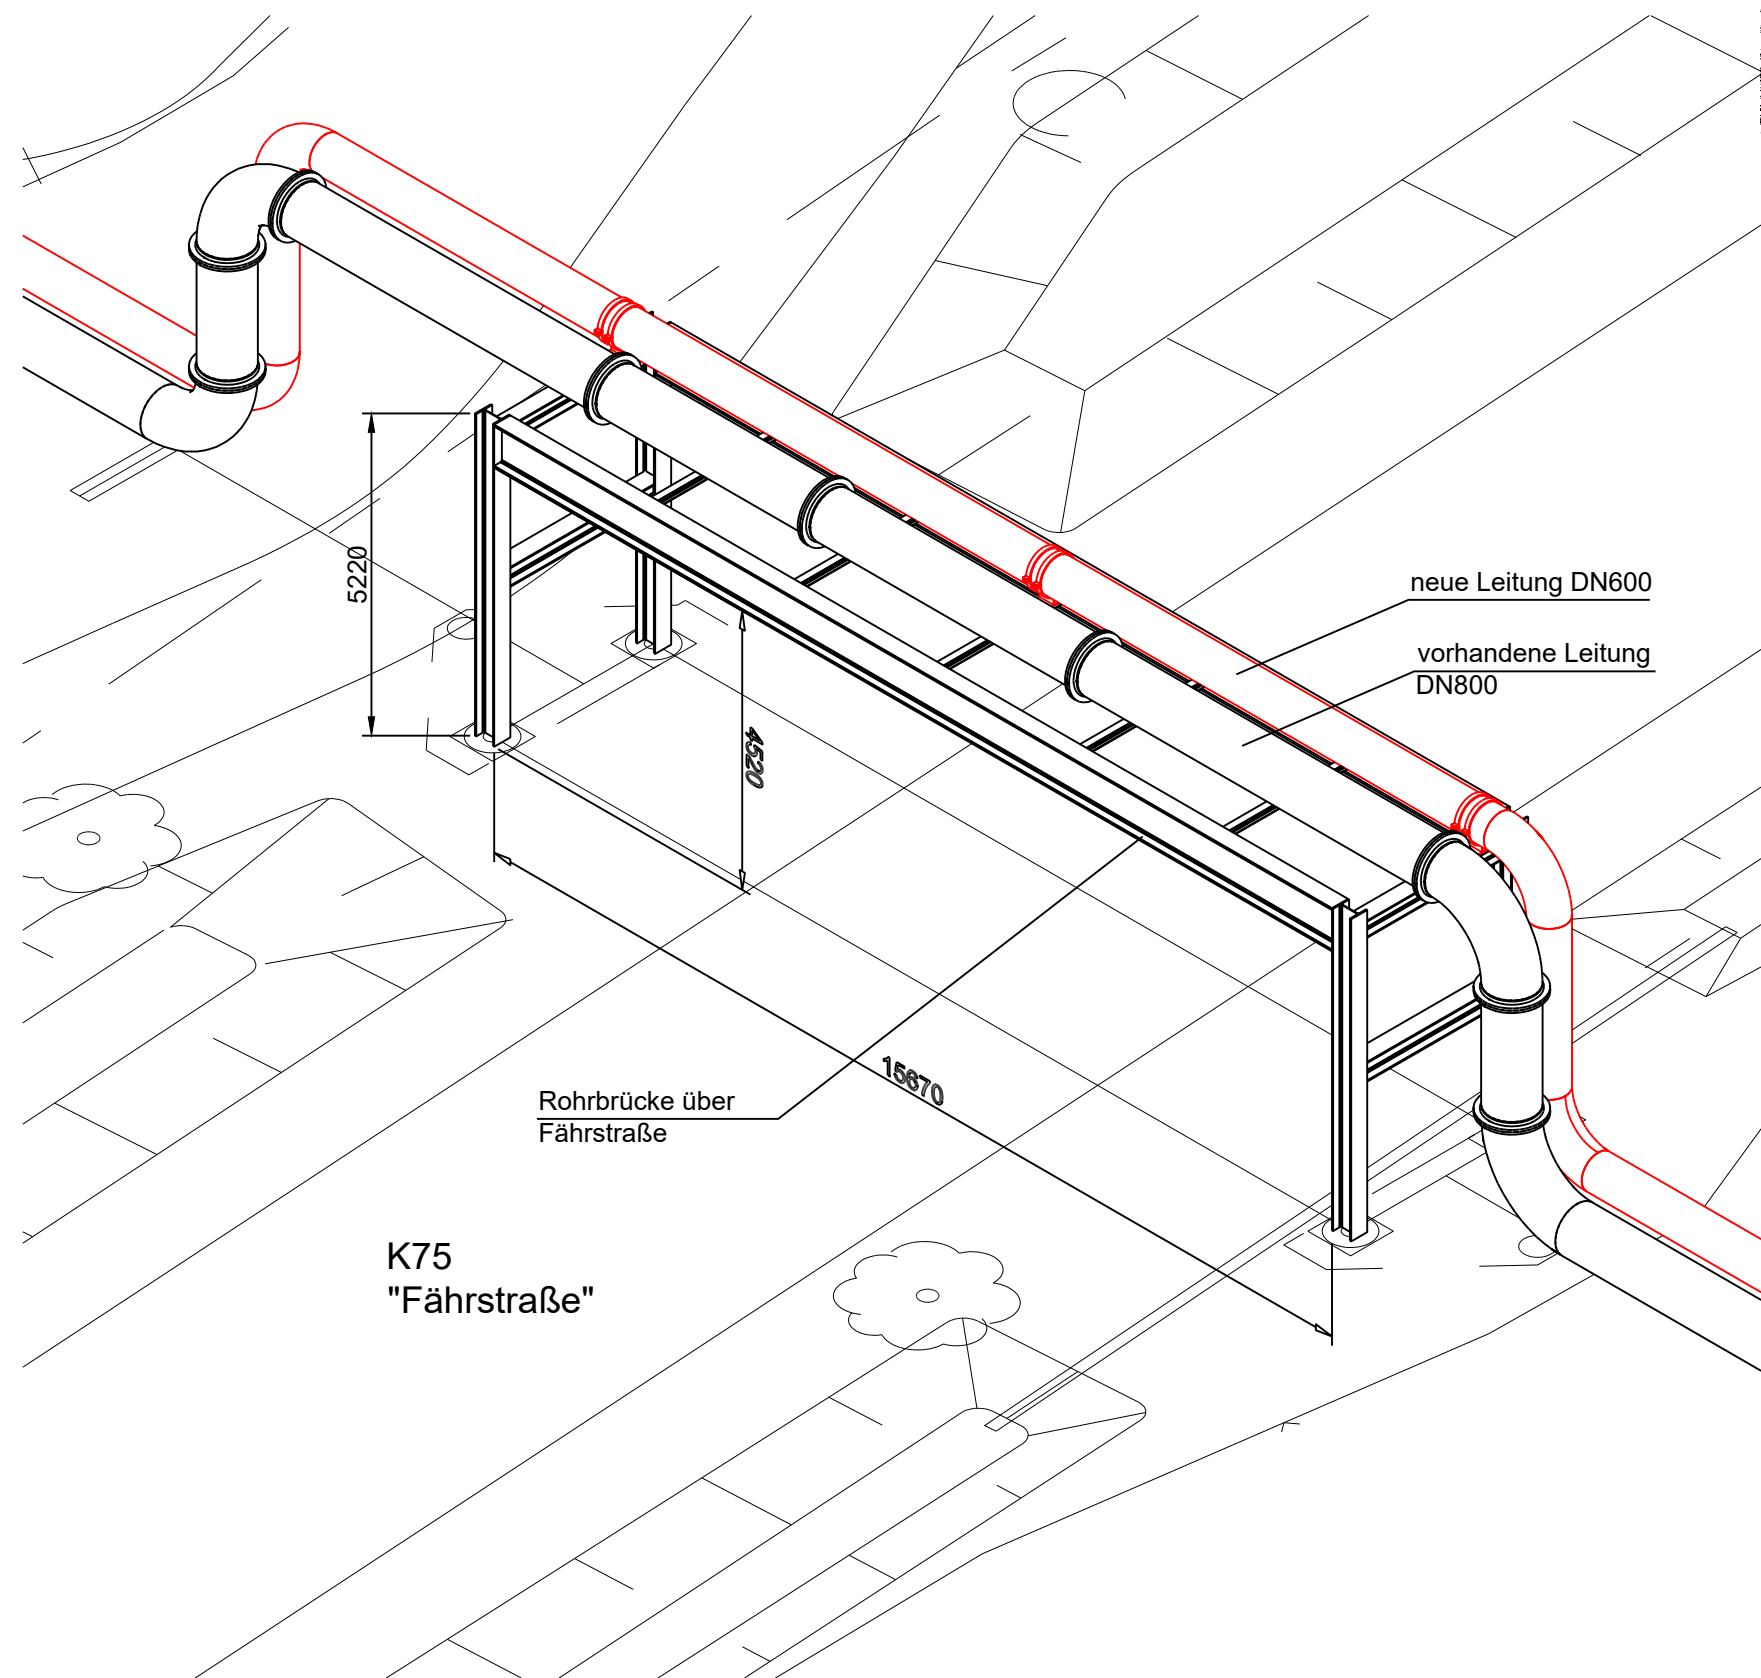 5220
neue Leitung DN600
vorhandene Leitung
DN800
4520
15670
Rohrbrücke über
Fährstraße
K75
"Fährstraße"